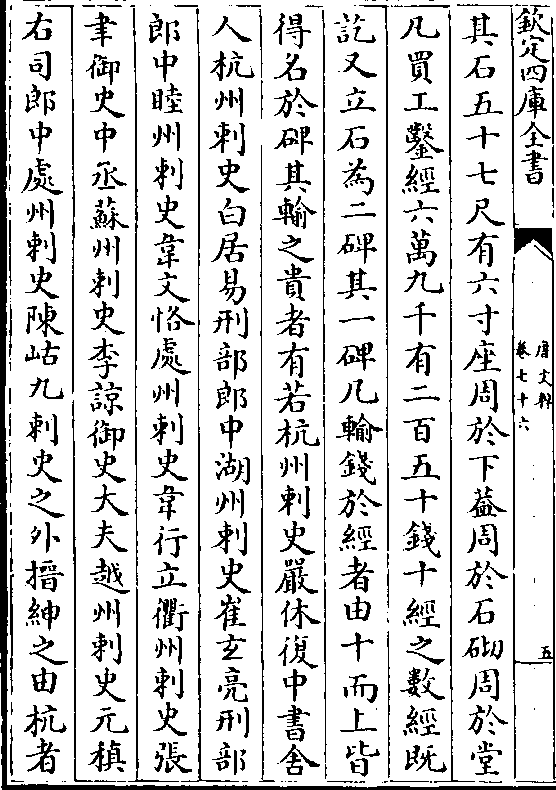 欽定四庫全書
唐文粹
卷七十六
五
其石五十七尺有六寸座周於下葢周於石砌周於堂
凡買工鑿經六萬九千有二百五十錢十經之數經既
訖又立石為二碑其一碑凡輸錢於經者由十而上皆
得名於碑其輸之貴者有若杭州刺史嚴休復中書舍
人杭州刺史白居易刑部郎中湖州刺史崔玄亮刑部
郎中睦州刺史韋文恪處州刺史韋行立衢州刺史張
聿御史中丞蘇州刺史李諒御史大夫越州刺史元稹
右司郎中處州刺史陳岵九刺史之外搢紳之由杭者